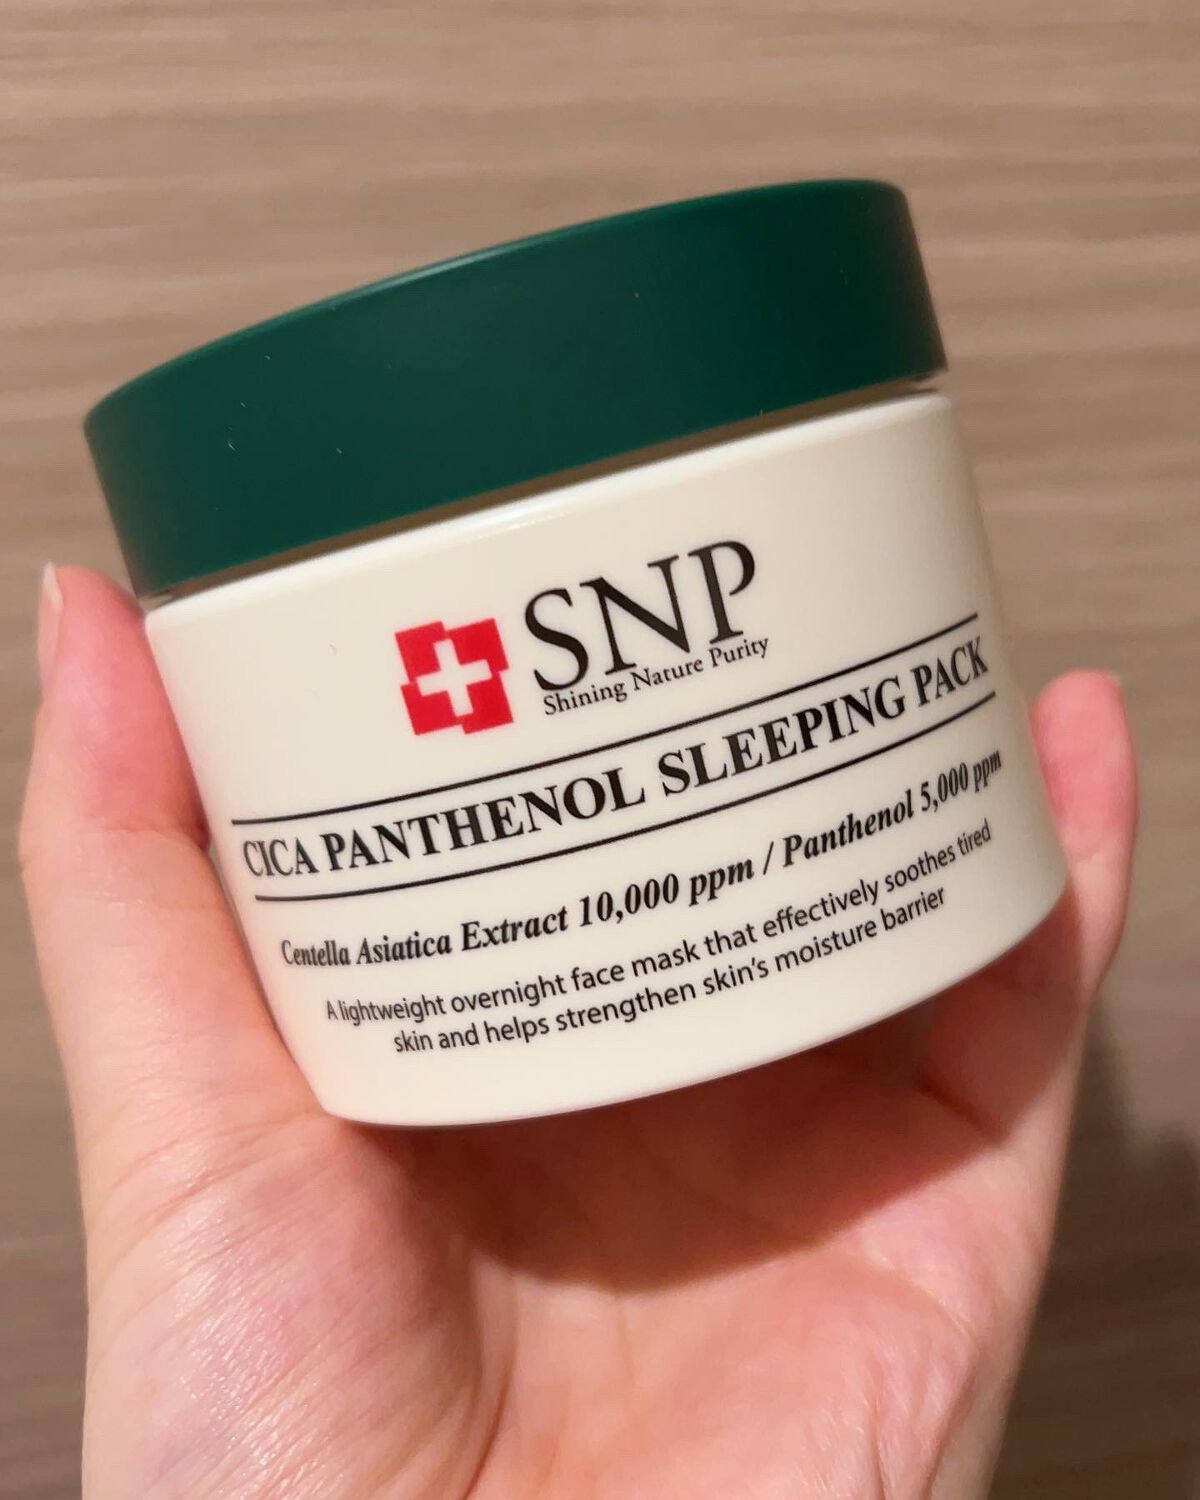 SNP
Shining Nature Purity
CICA PANTHENOL SLEEPING PACK
Centella Asiatica Extract 10,000 ppm / Panthenol 5,000 ppm
A lightweight overnight face mask that effectively soothes tired
skin and helps strengthen skin's moisture barrier